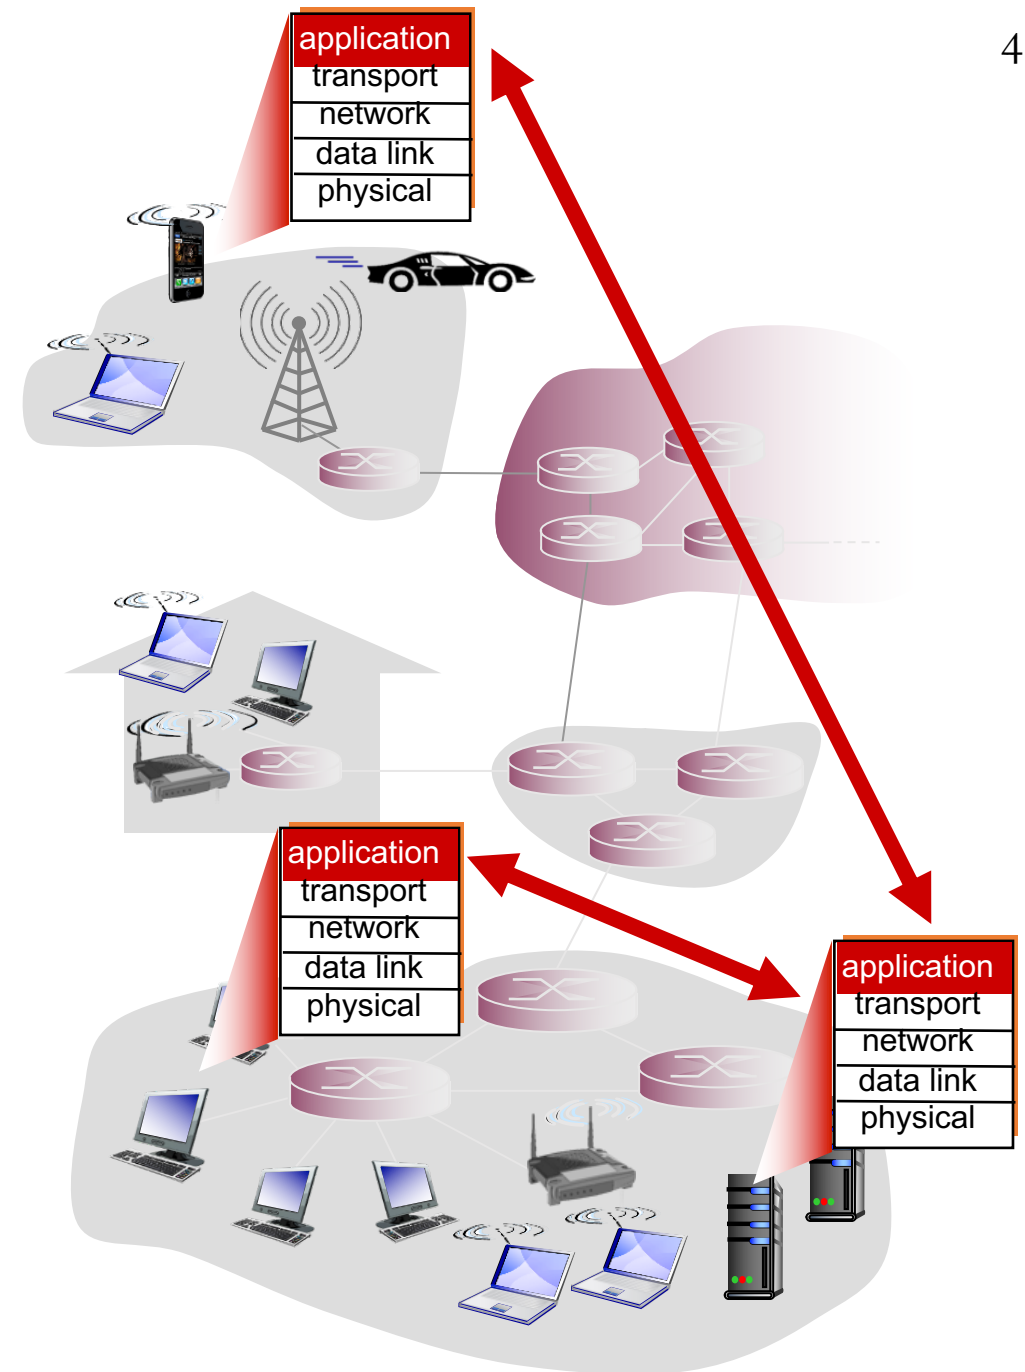 4
application
transport
network
data link
physical
application
transport
network
data link
physical
application
transport
network
data link
physical